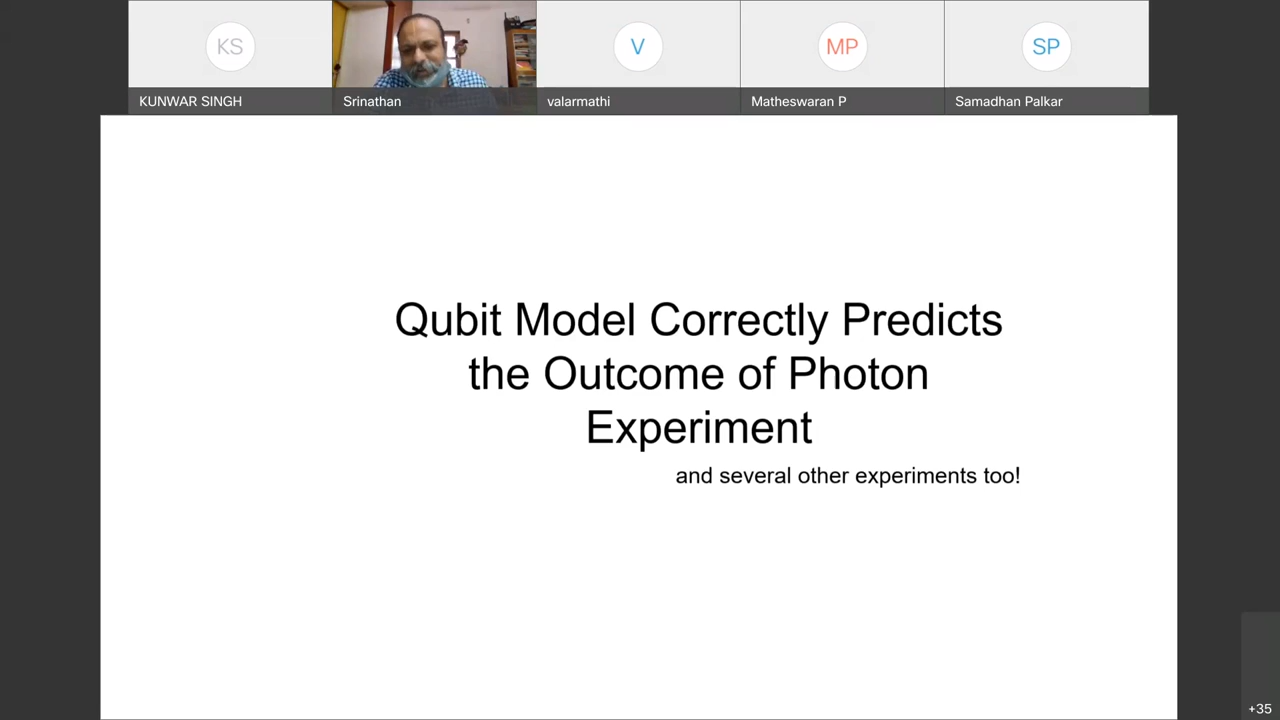 KS
V
MP
SP
KUNWAR SINGH
Srinathan
valarmathi
Matheswaran P
Samadhan Palkar
Qubit Model Correctly Predicts
the Outcome of Photon
Experiment
and several other experiments too!
+35